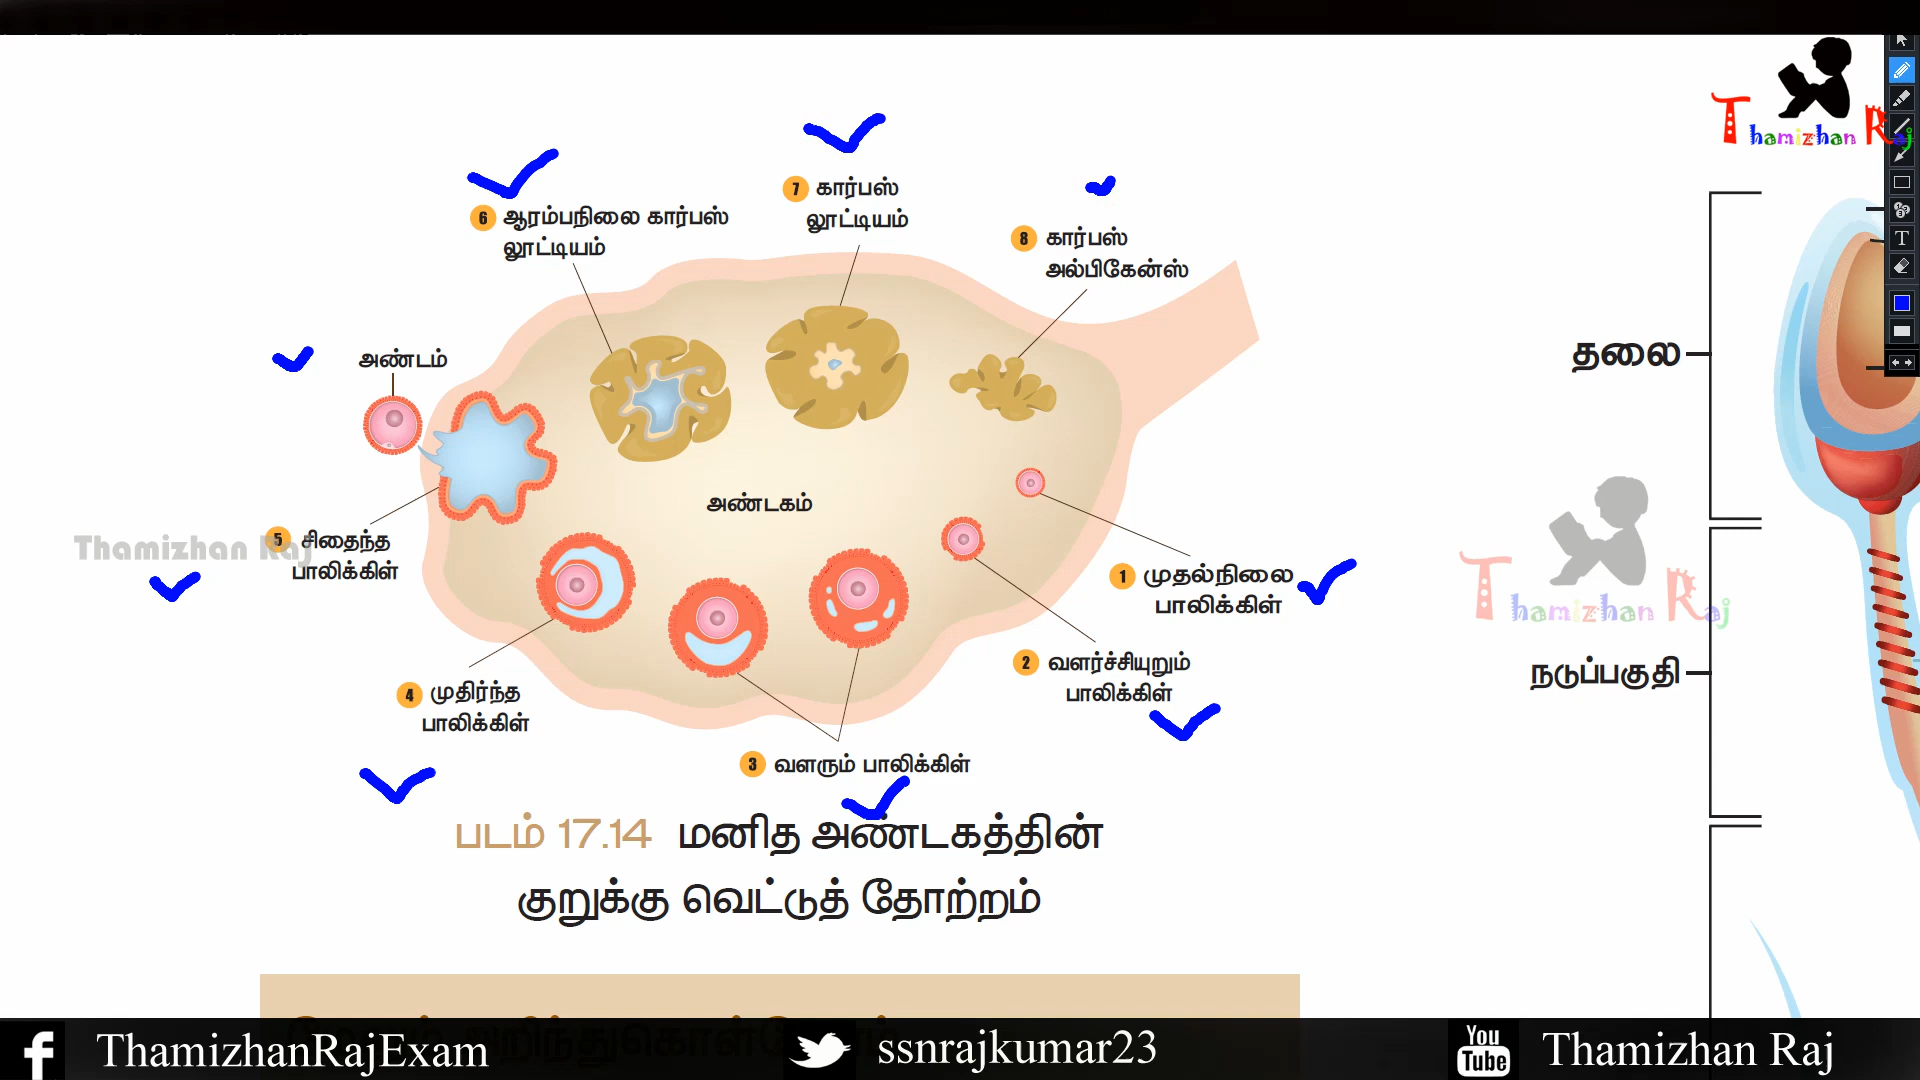 Thamizhan Raj
7 கார்பஸ்
லூட்டியம்
6 ஆரம்பநிலை கார்பஸ்
லூட்டியம்
8 கார்பஸ்
அல்பிகேன்ஸ்
அண்டம்
தலை
அண்டகம்
Thamizhan Raj
5 சிதைந்த
பாலிக்கிள்
1 முதல்நிலை
பாலிக்கிள்
Thamizhan Raj
2 வளர்ச்சியுறும்
பாலிக்கிள்
நடுப்பகுதி
4 முதிர்ந்த
பாலிக்கிள்
3 வளரும் பாலிக்கிள்
படம் 17.14 மனித அண்டகத்தின்
குறுக்கு வெட்டுத் தோற்றம்
ThamizhanRajExam
ssnrajkumar23
You Tube Thamizhan Raj